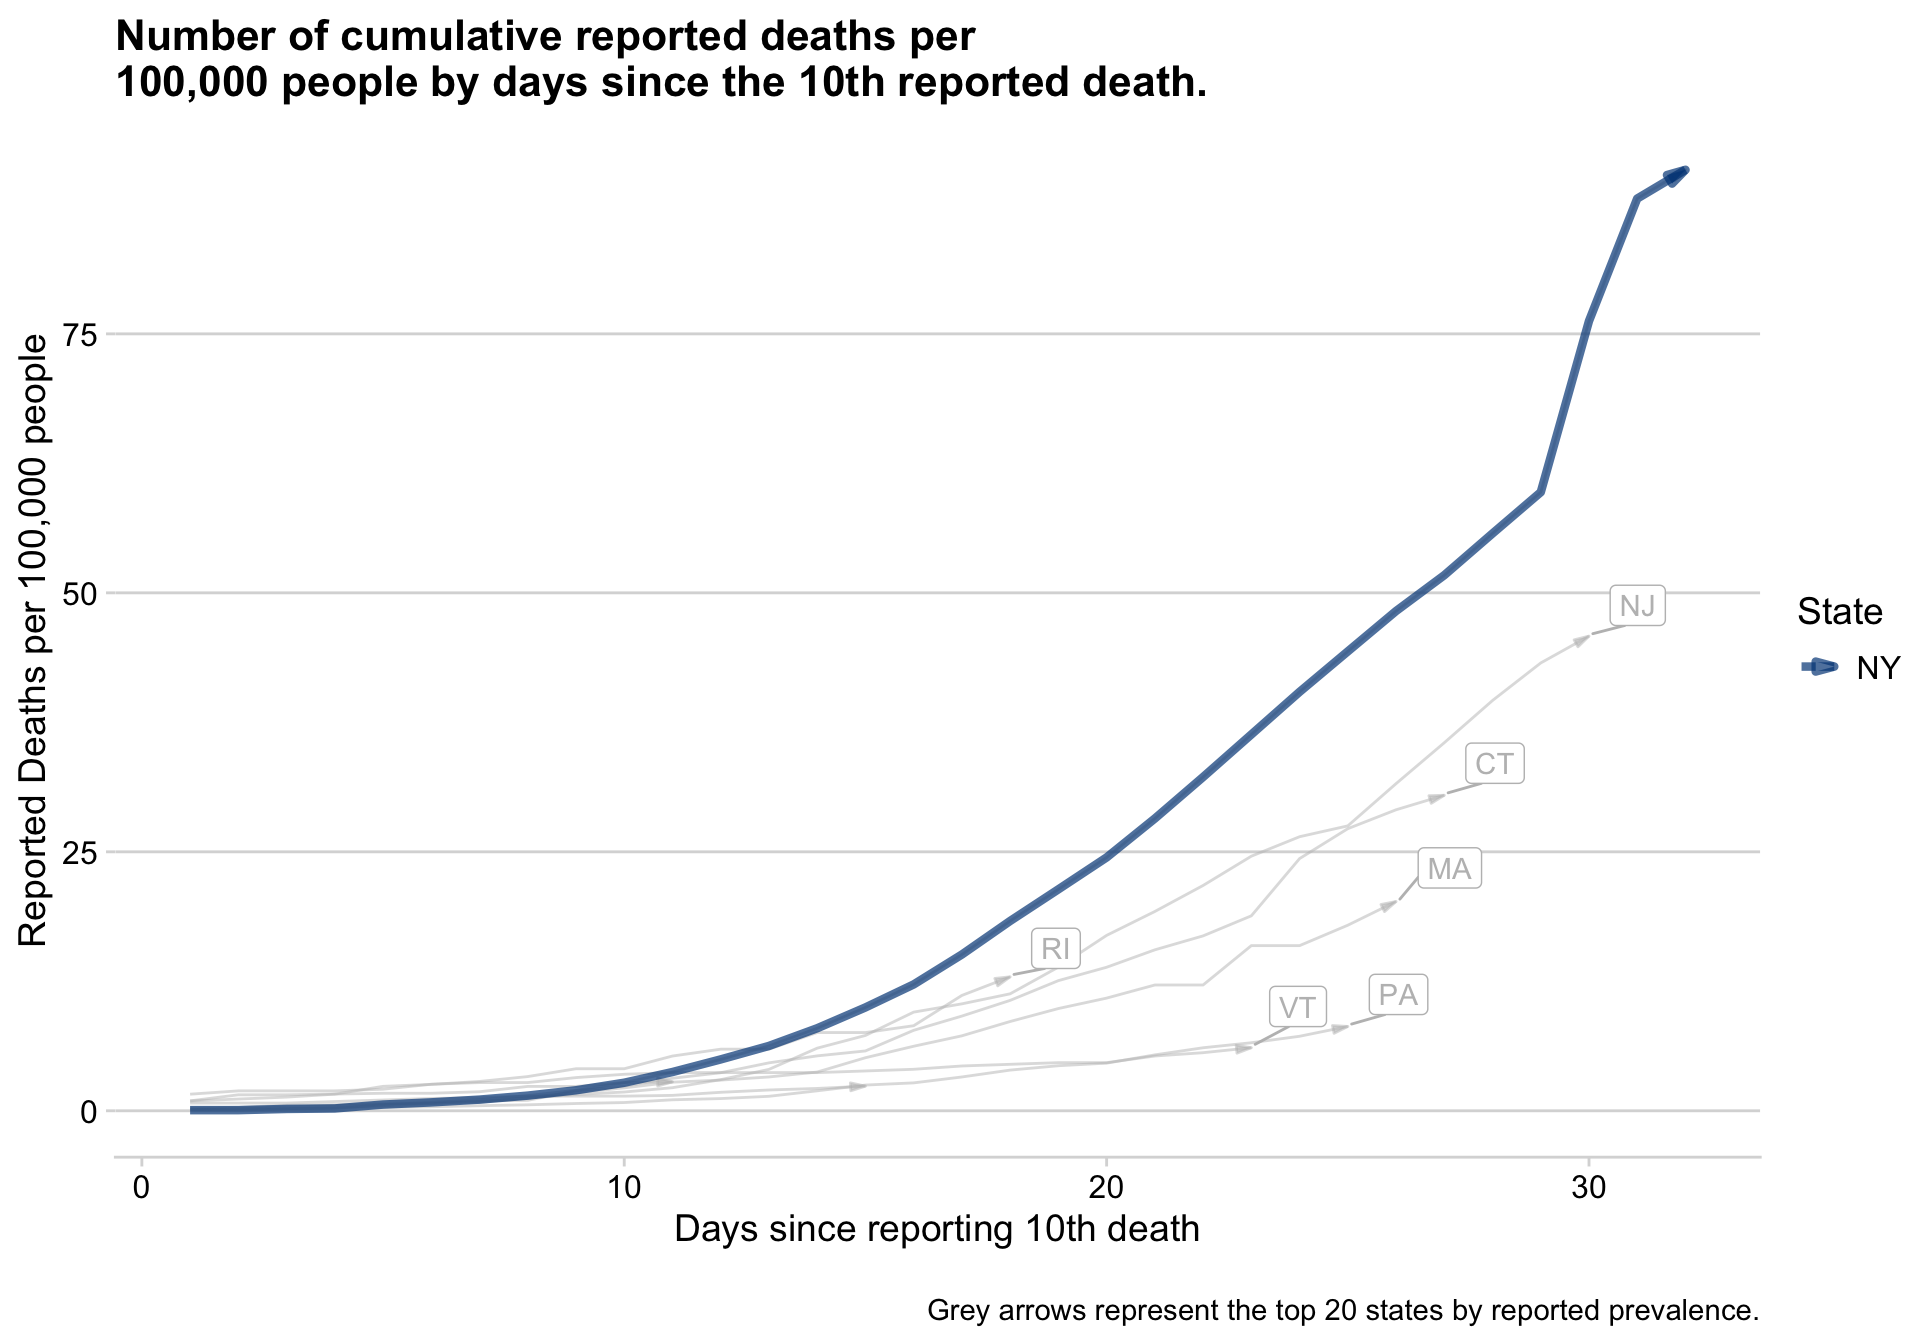 Number of cumulative reported deaths per
100,000 people by days since the 10th reported death.
Reported Deaths per 100,000 people
75
50
25
0
NJ
CT
MA
RI
PA
VT
State
NY
0 10 20 30
Days since reporting 10th death
Grey arrows represent the top 20 states by reported prevalence.